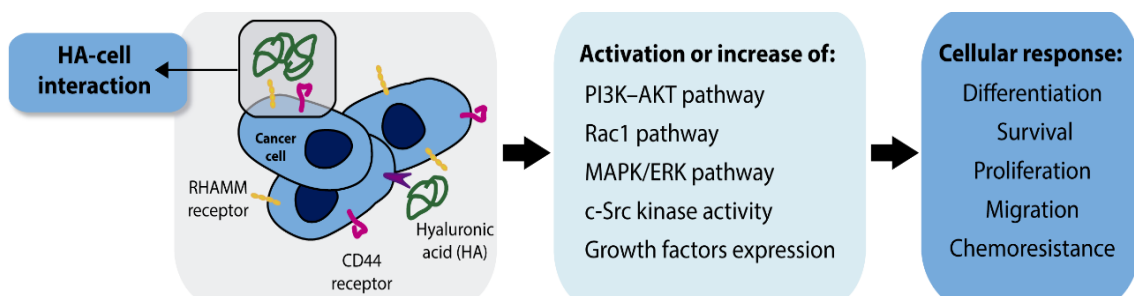 HA-cell
interaction
Cancer
cell
RHAMM
receptor
CD44
receptor
Hyaluronic
acid (HA)
Activation or increase of:
PI3K–AKT pathway
Rac1 pathway
MAPK/ERK pathway
c-Src kinase activity
Growth factors expression
Cellular response:
Differentiation
Survival
Proliferation
Migration
Chemoresistance